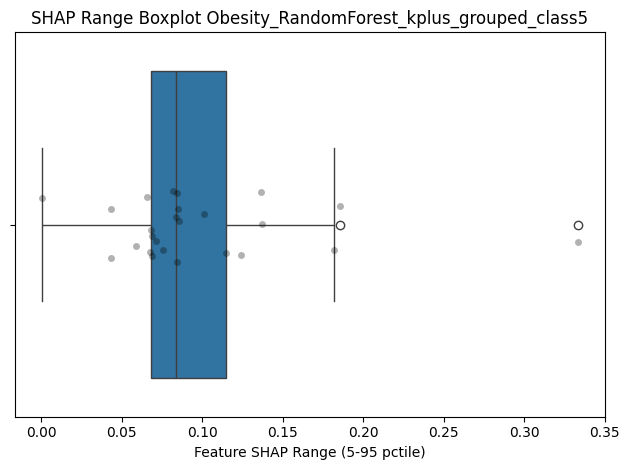 SHAP Range Boxplot Obesity_RandomForest_kplus_grouped_class5
0.00 0.05 0.10 0.15 0.20 0.25 0.30 0.35
Feature SHAP Range (5-95 pctile)